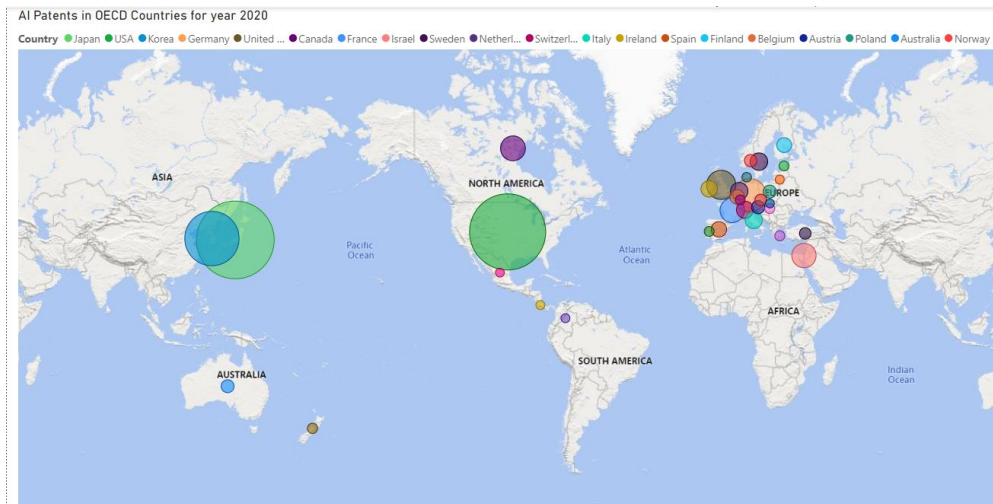 AI Patents in OECD Countries for year 2020
Country Japan USA Korea Germany United ... Canada France Israel Sweden Netherl... Switzerl... Italy Ireland Spain Finland Belgium Austria Poland Australia Norway
ASIA
NORTH AMERICA
EUROPE
Pacific
Ocean
Atlantic
Ocean
AFRICA
SOUTH AMERICA
AUSTRALIA
Indian
Ocean